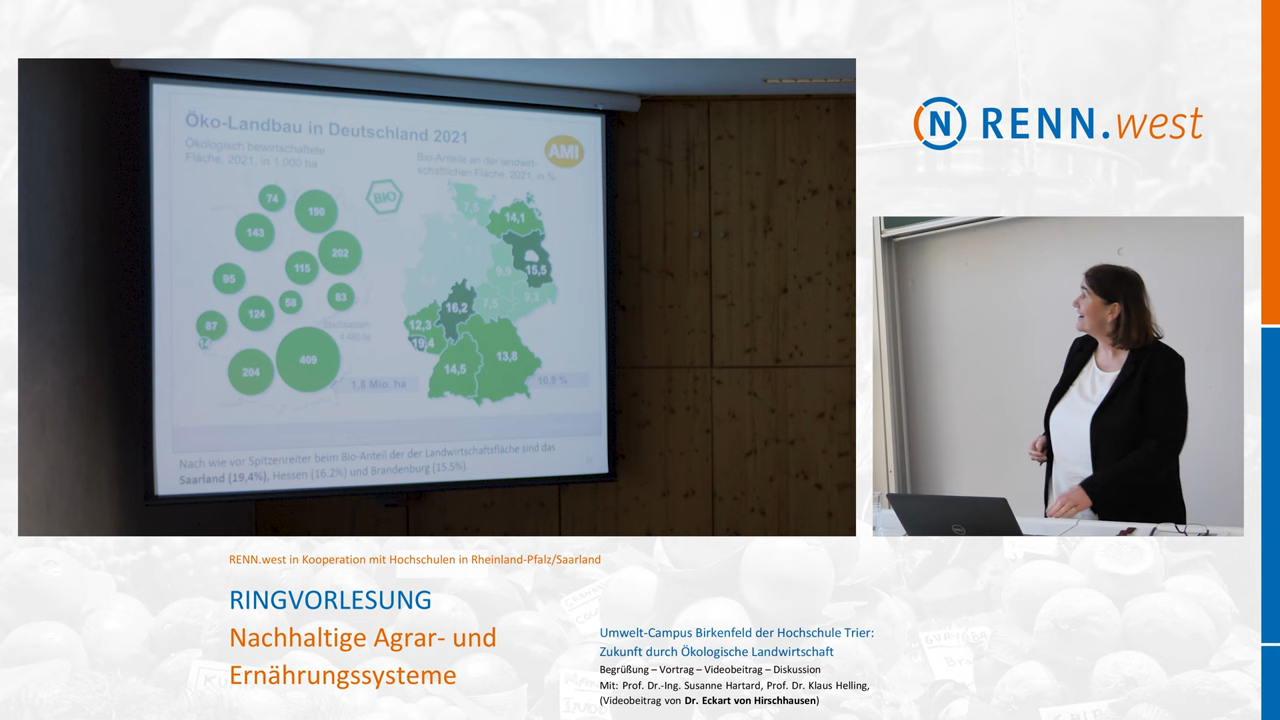 Öko-Landbau in Deutschland 2021
Ökologisch bewirtschaftete
Fläche, 2021, in 1.000 ha
Bio-Anteile an der landwirt-
schaftlichen Fläche, 2021, in %
AMI
BIO
74
190
143
202
115
95
58
83
124
87
14
409
204
1,8 Mio. ha
7,5
14,1
9,9
15,5
16,2
7,5
9,3
12,3
19,4
14,5
13,8
10,9 %
Nach wie vor Spitzenreiter beim Bio-Anteil der der Landwirtschaftsfläche sind das
Saarland (19,4%), Hessen (16.2%) und Brandenburg (15.5%).
N RENN.west
DELL
RENN.west in Kooperation mit Hochschulen in Rheinland-Pfalz/Saarland
RINGVORLESUNG
Nachhaltige Agrar- und
Ernährungssysteme
Umwelt-Campus Birkenfeld der Hochschule Trier:
Zukunft durch Ökologische Landwirtschaft
Begrüßung – Vortrag – Videobeitrag – Diskussion
Mit: Prof. Dr.-Ing. Susanne Hartard, Prof. Dr. Klaus Helling,
(Videobeitrag von Dr. Eckart von Hirschhausen)